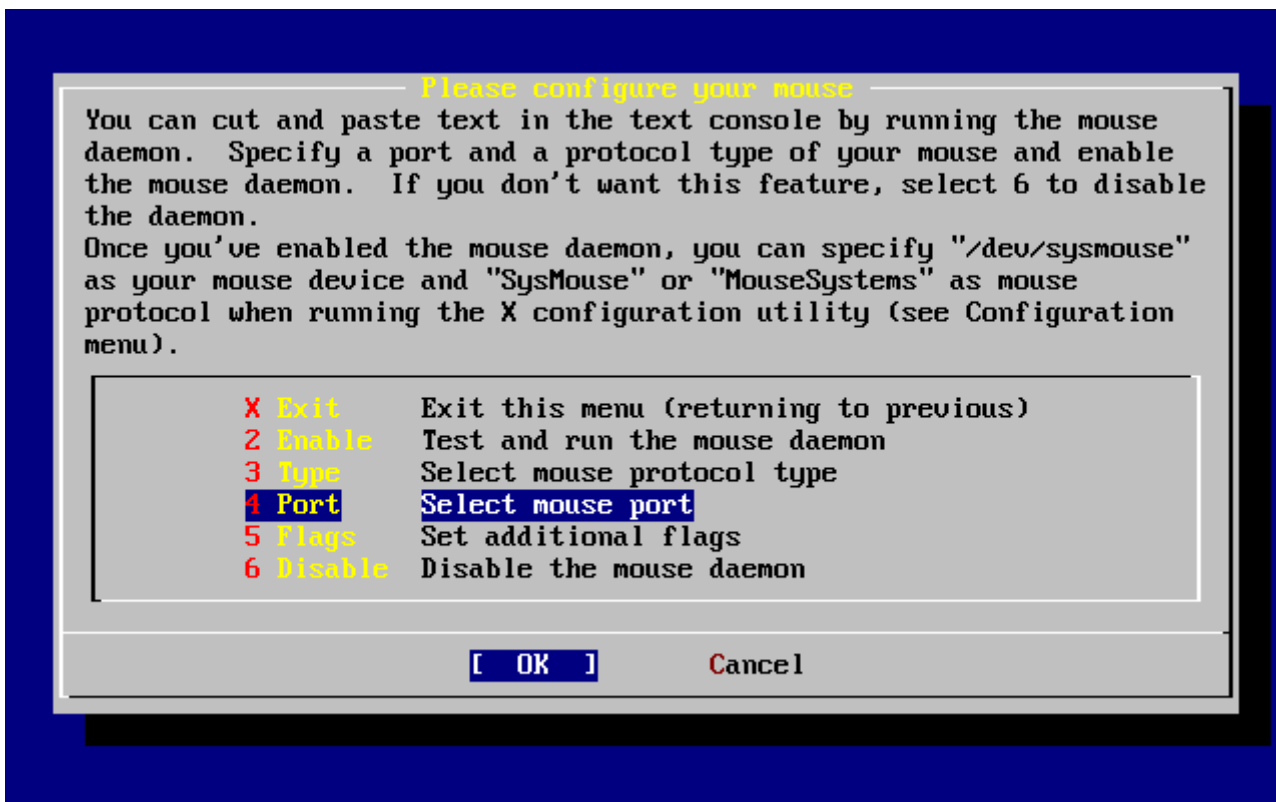 Please configure your mouse
You can cut and paste text in the text console by running the mouse
daemon.  Specify a port and a protocol type of your mouse and enable
the mouse daemon.  If you don't want this feature, select 6 to disable
the daemon.
Once you've enabled the mouse daemon, you can specify "/dev/sysmouse"
as your mouse device and "SysMouse" or "MouseSystems" as mouse
protocol when running the X configuration utility (see Configuration
menu).
X Exit     Exit this menu (returning to previous)
2 Enable   Test and run the mouse daemon
3 Type     Select mouse protocol type
4 Port     Select mouse port
5 Flags    Set additional flags
6 Disable  Disable the mouse daemon
[  OK  ]       Cancel